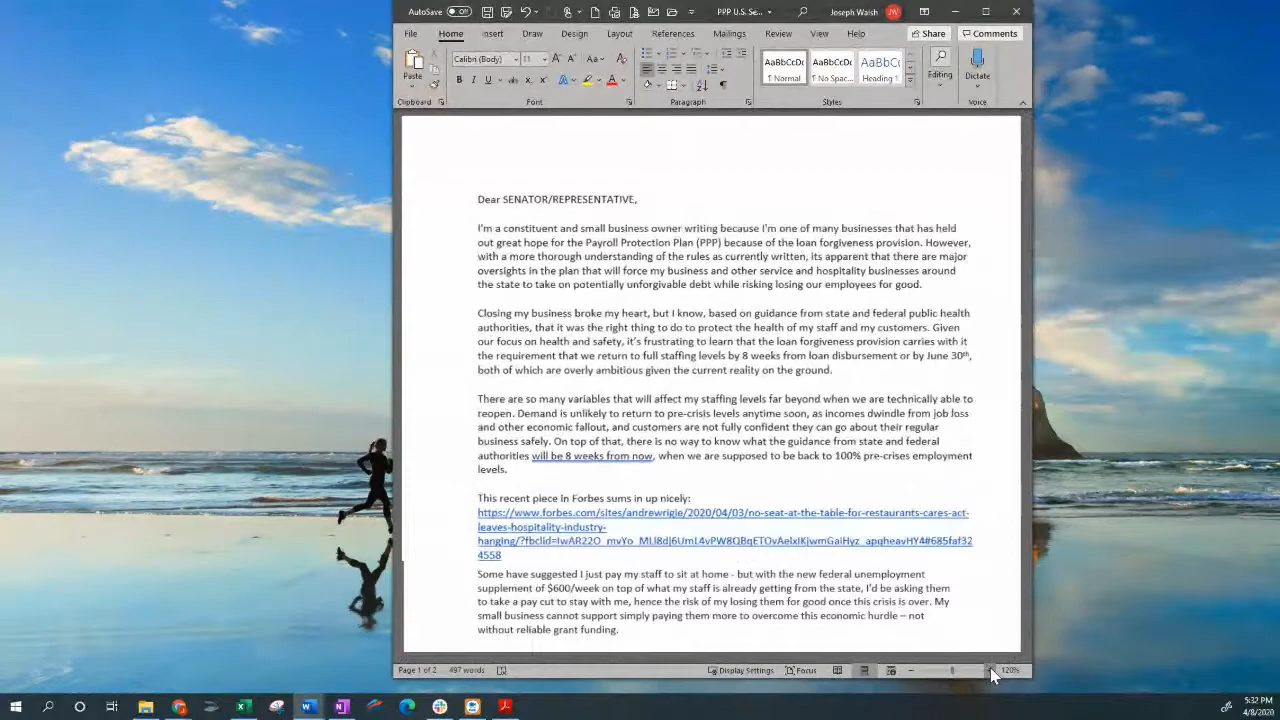 AutoSave Off PPP U.S. Se... Joseph Walsh JW
File Home Insert Draw Design Layout References Mailings Review View Help Share Comments
Paste Calibri (Body) 11 Aa AaBbCcDc AaBbCcDc AaBbCc Editing Dictate
¶ Normal ¶ No Spac... Heading 1
Clipboard Font Paragraph Styles Voice
Dear SENATOR/REPRESENTATIVE,
I'm a constituent and small business owner writing because I'm one of many businesses that has held
out great hope for the Payroll Protection Plan (PPP) because of the loan forgiveness provision. However,
with a more thorough understanding of the rules as currently written, its apparent that there are major
oversights in the plan that will force my business and other service and hospitality businesses around
the state to take on potentially unforgivable debt while risking losing our employees for good.
Closing my business broke my heart, but I know, based on guidance from state and federal public health
authorities, that it was the right thing to do to protect the health of my staff and my customers. Given
our focus on health and safety, it's frustrating to learn that the loan forgiveness provision carries with it
the requirement that we return to full staffing levels by 8 weeks from loan disbursement or by June 30th,
both of which are overly ambitious given the current reality on the ground.
There are so many variables that will affect my staffing levels far beyond when we are technically able to
reopen. Demand is unlikely to return to pre-crisis levels anytime soon, as incomes dwindle from job loss
and other economic fallout, and customers are not fully confident they can go about their regular
business safely. On top of that, there is no way to know what the guidance from state and federal
authorities will be 8 weeks from now, when we are supposed to be back to 100% pre-crises employment
levels.
This recent piece in Forbes sums in up nicely:
https://www.forbes.com/sites/andrewrigie/2020/04/03/no-seat-at-the-table-for-restaurants-cares-act-
leaves-hospitality-industry-
4558
Some have suggested I just pay my staff to sit at home - but with the new federal unemployment
supplement of $600/week on top of what my staff is already getting from the state, I'd be asking them
to take a pay cut to stay with me, hence the risk of my losing them for good once this crisis is over. My
small business cannot support simply paying them more to overcome this economic hurdle – not
without reliable grant funding.
Page 1 of 2 497 words Display Settings Focus 120%
5:32 PM
4/8/2020